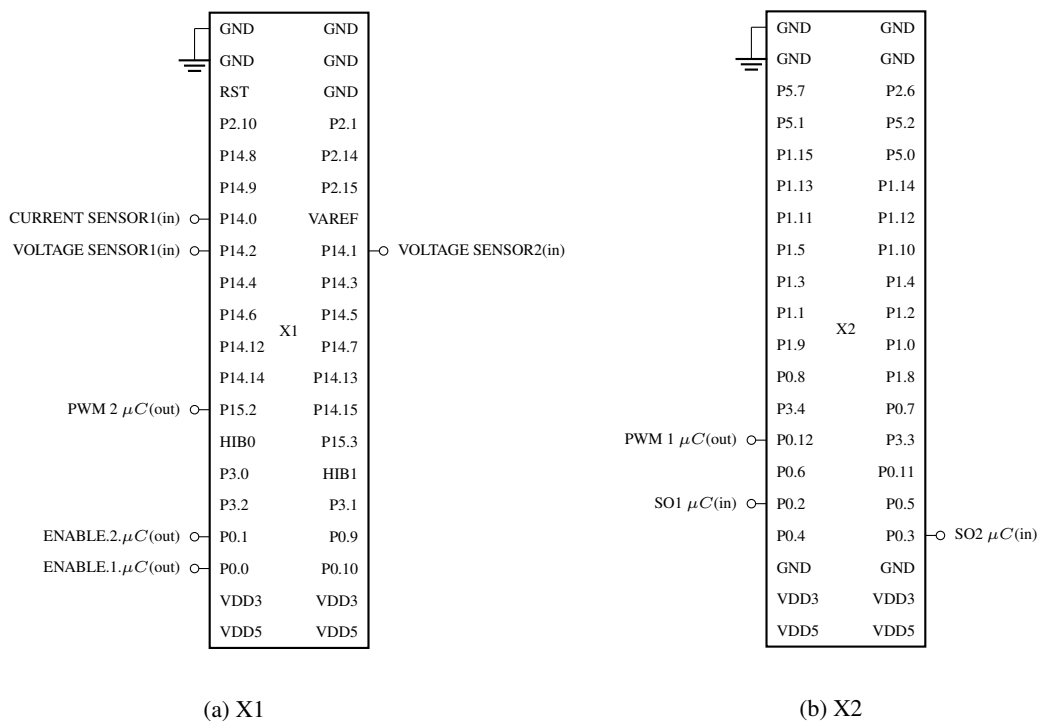 GND GND
GND GND
RST GND
P2.10 P2.1
P14.8 P2.14
P14.9 P2.15
CURRENT SENSOR1(in) P14.0 VAREF
VOLTAGE SENSOR1(in) P14.2 P14.1 VOLTAGE SENSOR2(in)
P14.4 P14.3
P14.6 P14.5
X1
P14.12 P14.7
P14.14 P14.13
PWM 2 μC(out) P15.2 P14.15
HIB0 P15.3
P3.0 HIB1
P3.2 P3.1
ENABLE.2.μC(out) P0.1 P0.9
ENABLE.1.μC(out) P0.0 P0.10
VDD3 VDD3
VDD5 VDD5
(a) X1
GND GND
GND GND
P5.7 P2.6
P5.1 P5.2
P1.15 P5.0
P1.13 P1.14
P1.11 P1.12
P1.5 P1.10
P1.3 P1.4
P1.1 P1.2
X2
P1.9 P1.0
P0.8 P1.8
P3.4 P0.7
PWM 1 μC(out) P0.12 P3.3
P0.6 P0.11
SO1 μC(in) P0.2 P0.5
P0.4 P0.3 SO2 μC(in)
GND GND
VDD3 VDD3
VDD5 VDD5
(b) X2